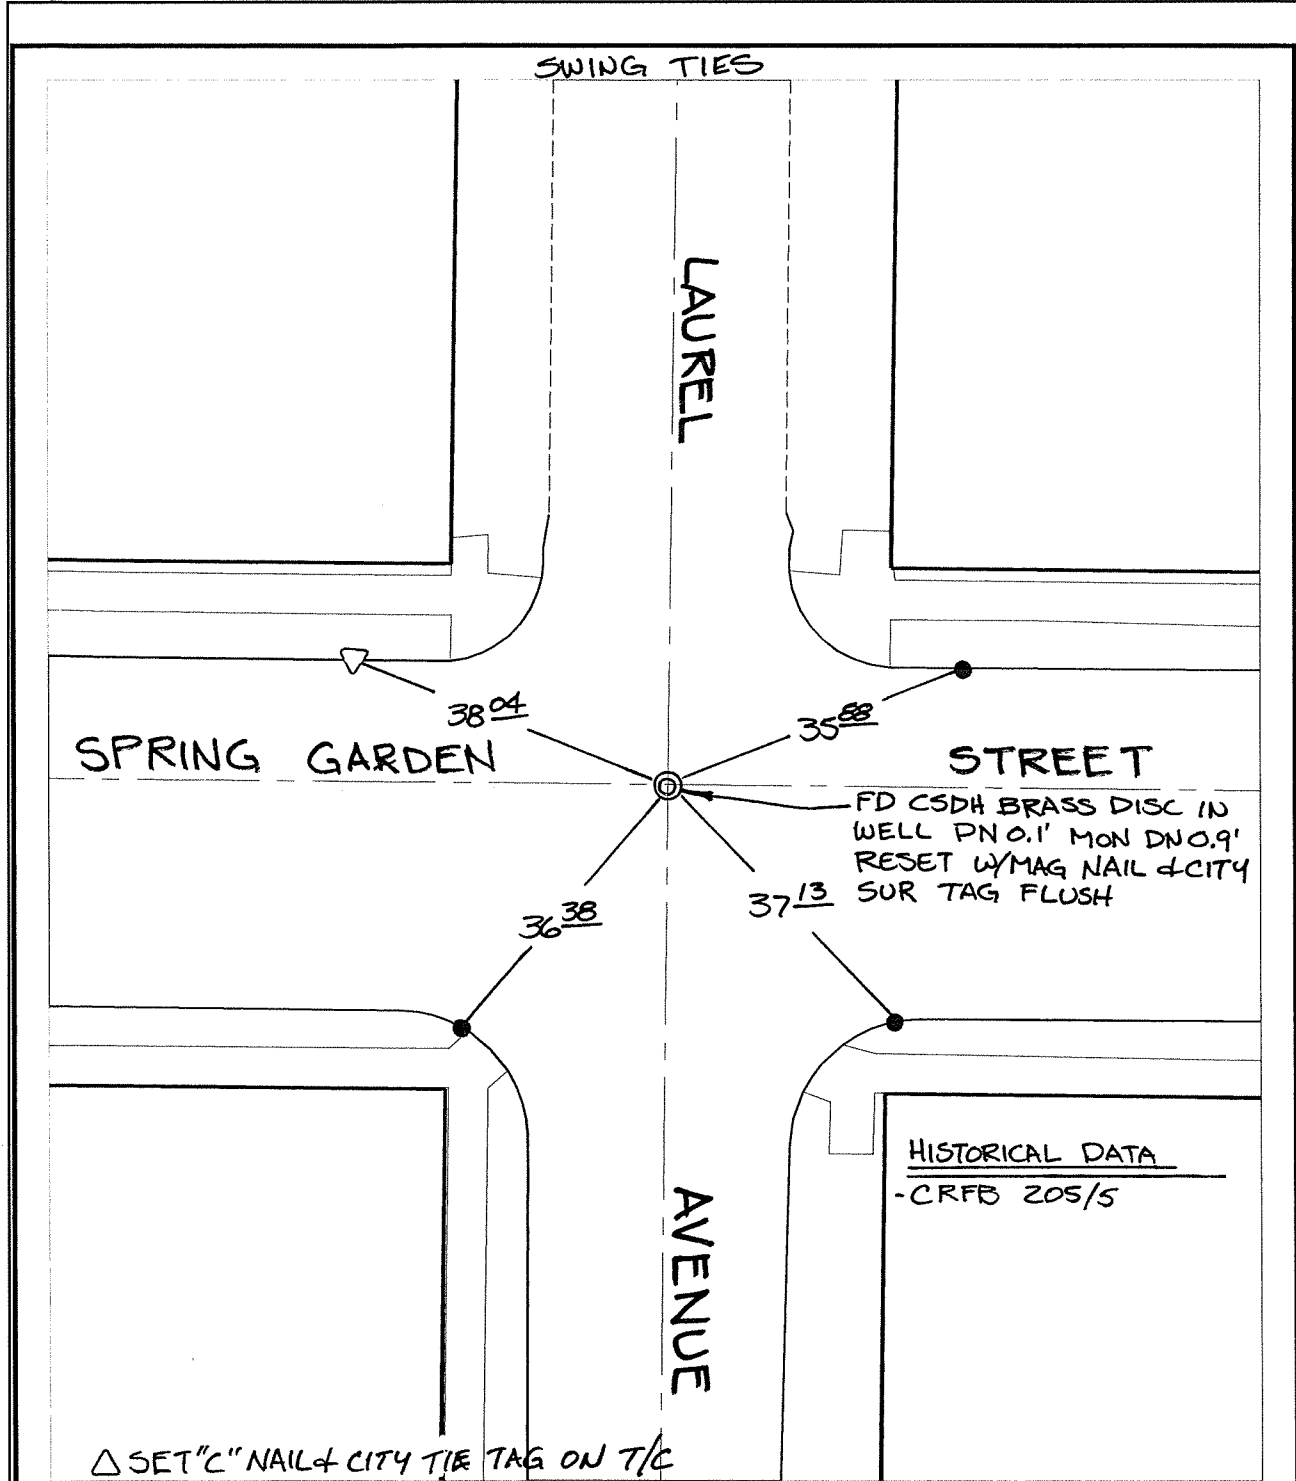 SWING TIES
LAUREL
38 04
35 88
SPRING GARDEN STREET
FD CSDH BRASS DISC IN
WELL DN 0.1' MON DN 0.9'
RESET W/MAG NAIL & CITY
SUR TAG FLUSH
36 38
37 13
HISTORICAL DATA
-CRFB 205/5
AVENUE
△ SET "C" NAIL & CITY TIE TAG ON T/C